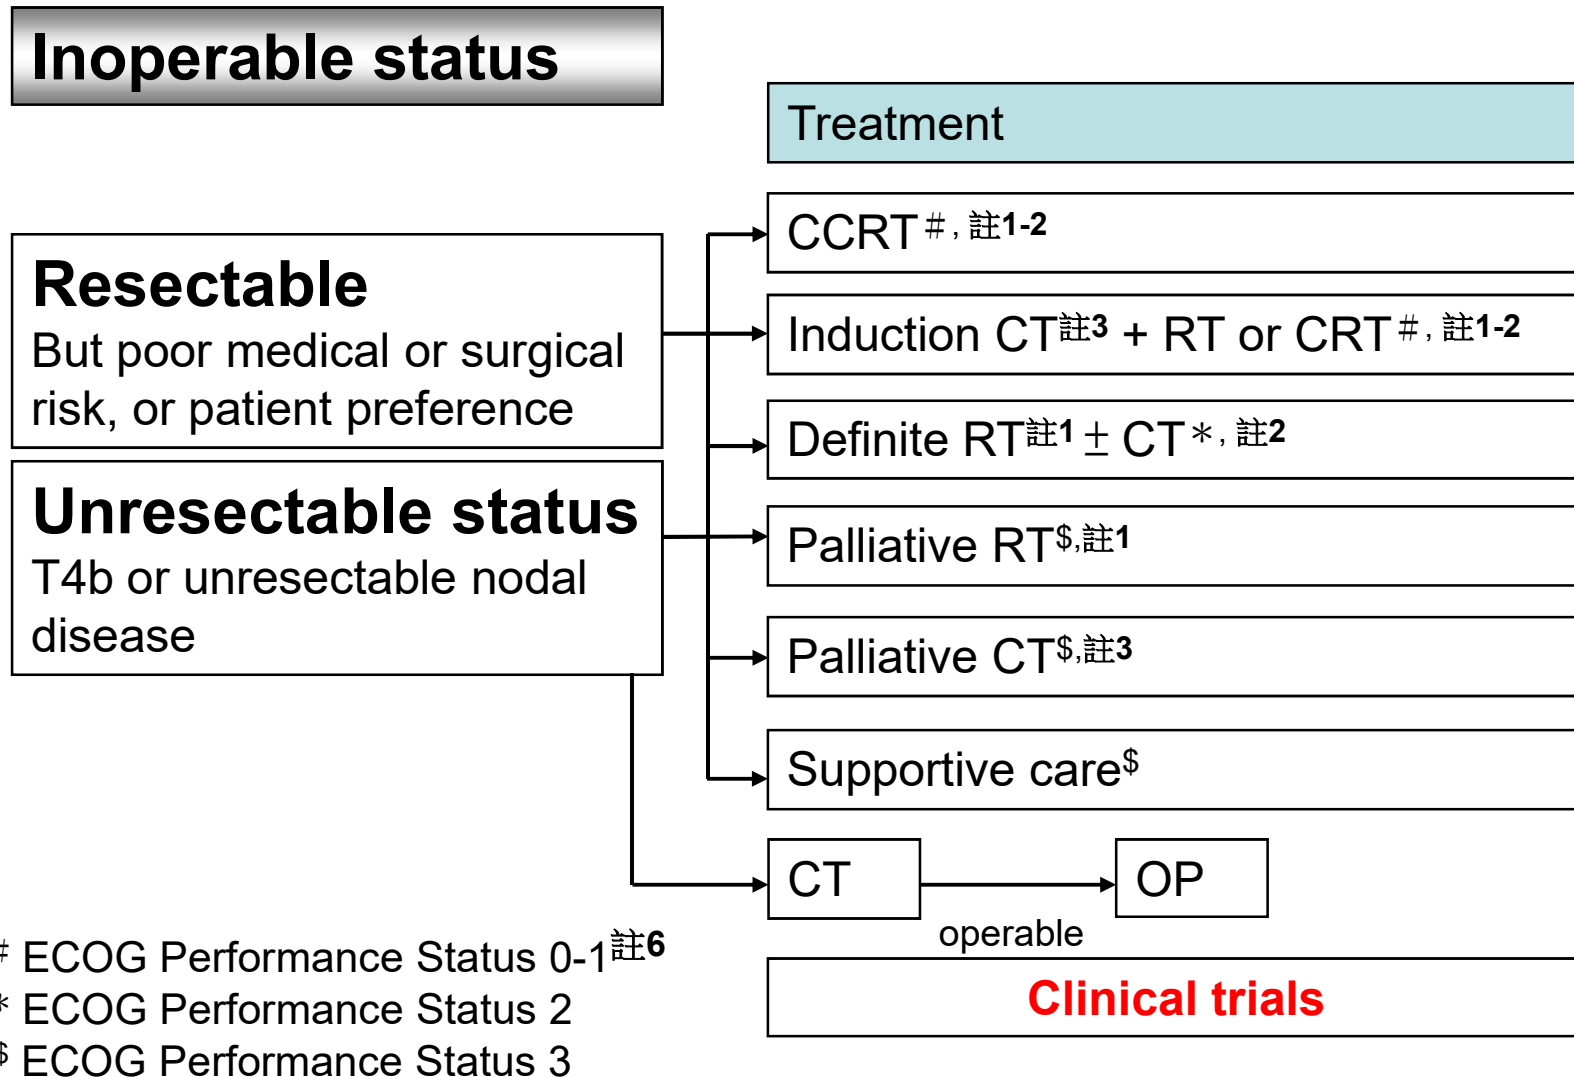 Inoperable status
Treatment
Resectable
But poor medical or surgical
risk, or patient preference
Unresectable status
T4b or unresectable nodal
disease
CCRT#, 註1-2
Induction CT註3 + RT or CRT#, 註1-2
Definite RT註1 ± CT*, 註2
Palliative RT$,註1
Palliative CT$,註3
Supportive care$
CT
OP
operable
Clinical trials
# ECOG Performance Status 0-1註6
* ECOG Performance Status 2
$ ECOG Performance Status 3